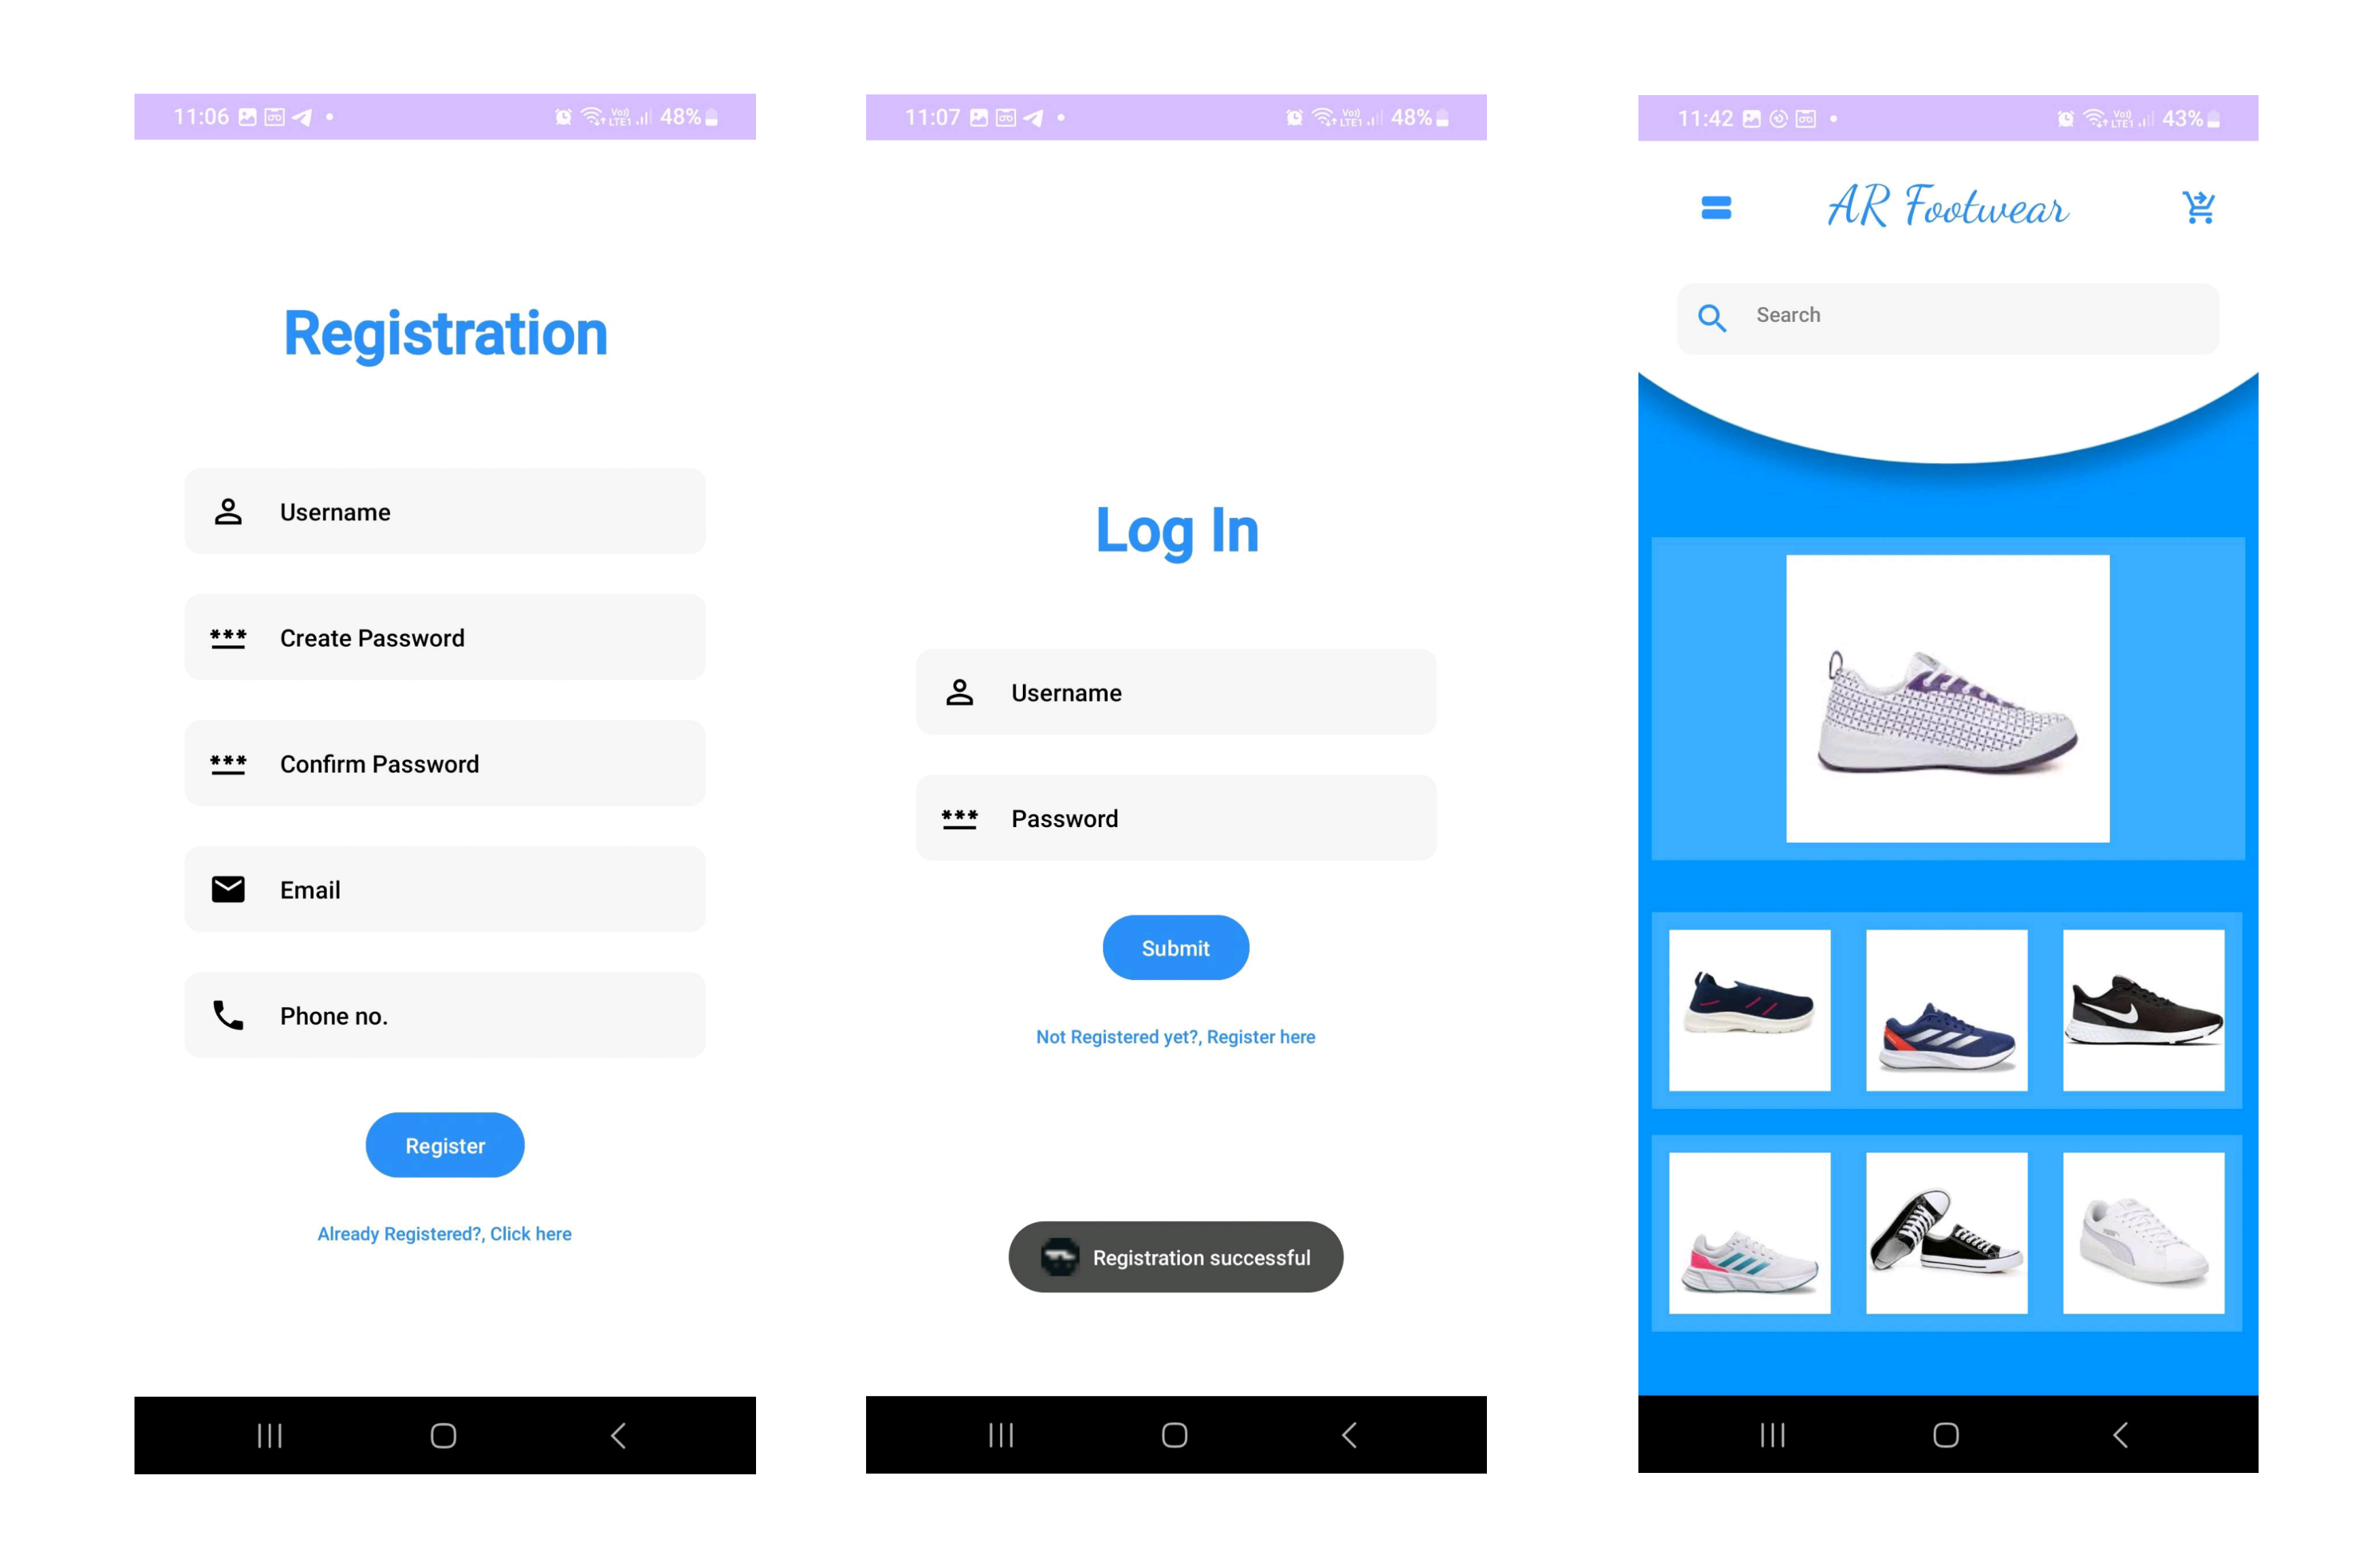 11:06
48%
Registration
Username
*** Create Password
*** Confirm Password
Email
Phone no.
Register
Already Registered?, Click here
11:07
48%
Log In
Username
*** Password
Submit
Not Registered yet?, Register here
Registration successful
11:42
43%
AR Footwear
Search